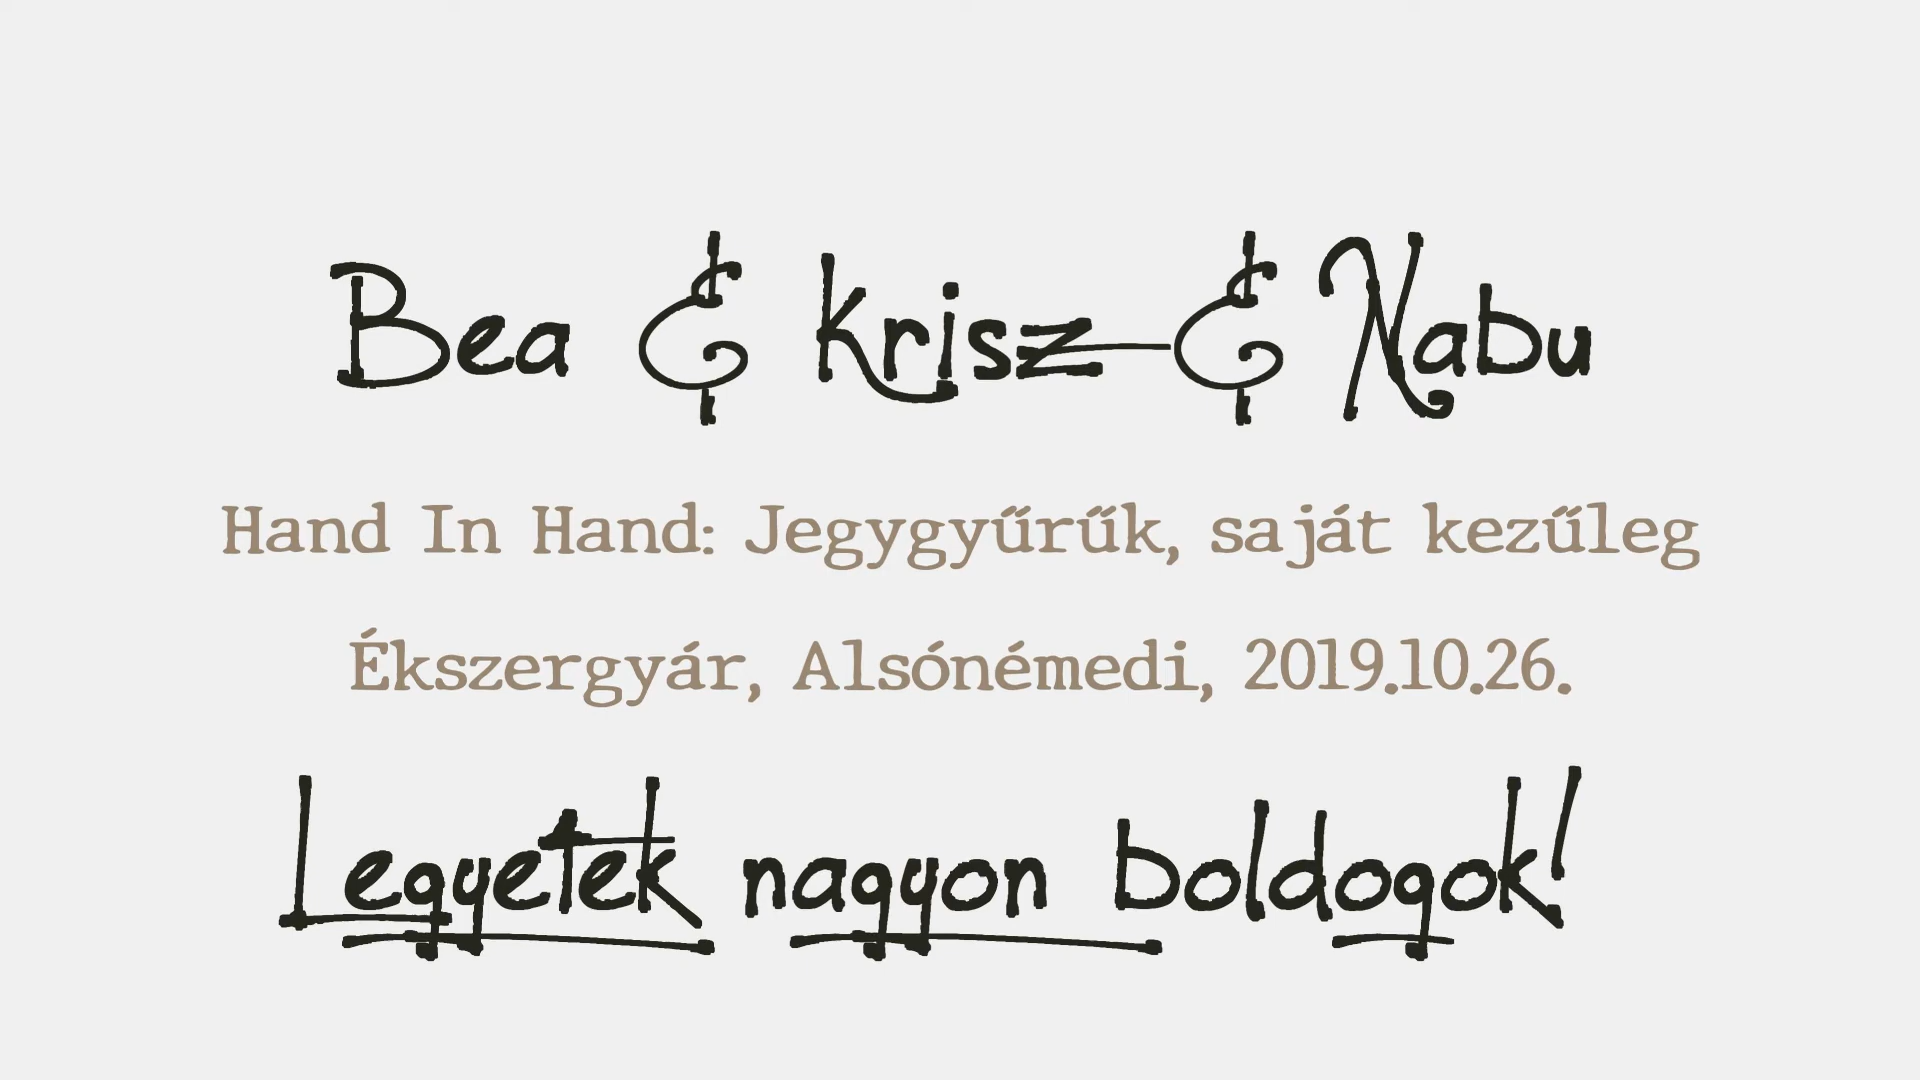 Bea & Krisz & Nabu
Hand In Hand: Jegygyűrűk, saját kezűleg
Ékszergyár, Alsónémedi, 2019.10.26.
Legyetek nagyon boldogok!